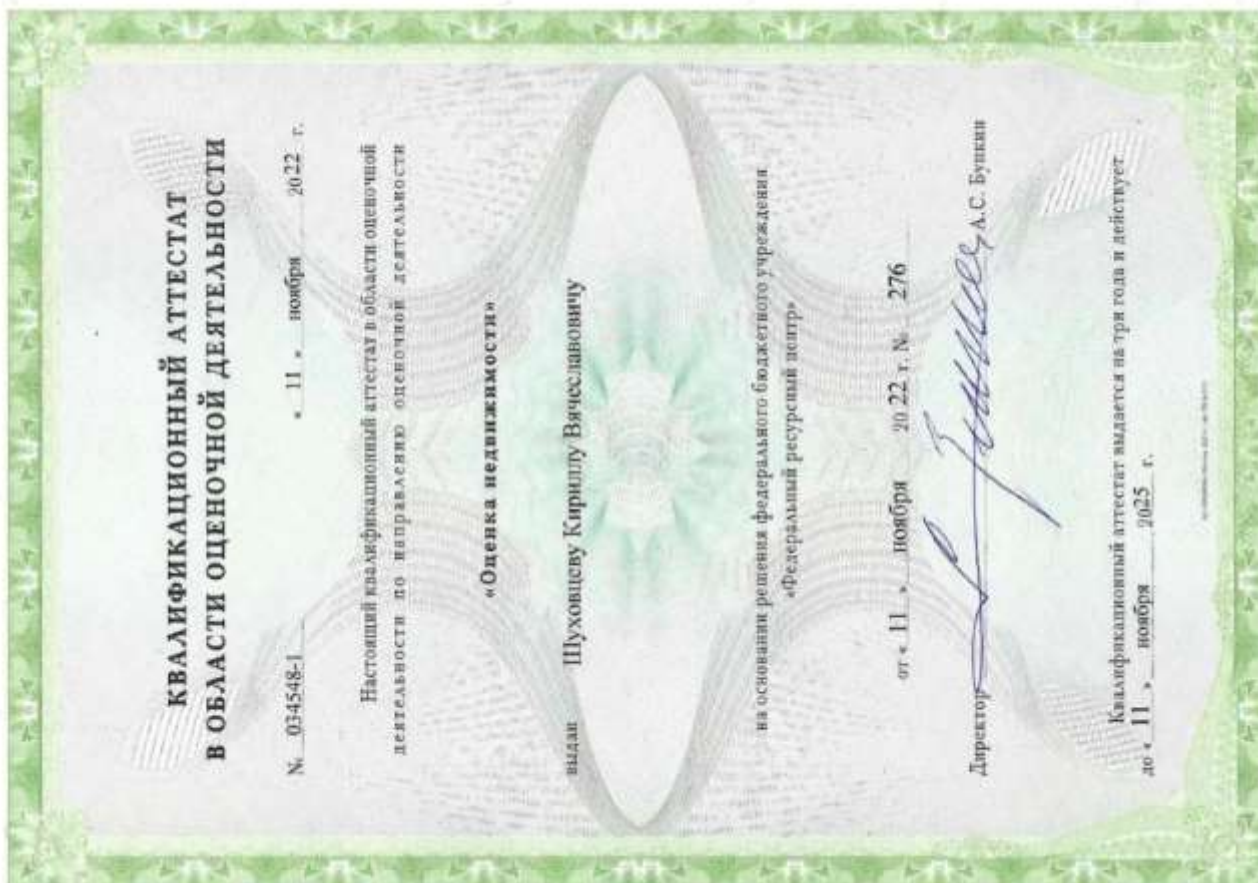 КВАЛИФИКАЦИОННЫЙ АТТЕСТАТ
В ОБЛАСТИ ОЦЕНОЧНОЙ ДЕЯТЕЛЬНОСТИ
№ 034548-1 « 11 » ноября 2022 г.
Настоящий квалификационный аттестат в области оценочной
деятельности по направлению оценочной деятельности
«Оценка недвижимости»
выдан Шуховцеву Кириллу Вячеславовичу
на основании решения федерального бюджетного учреждения
«Федеральный ресурсный центр»
от « 11 » ноября 20 22 г. № 276
Директор А.С. Бункин
Квалификационный аттестат выдается на три года и действует
до « 11 » ноября 2025 г.